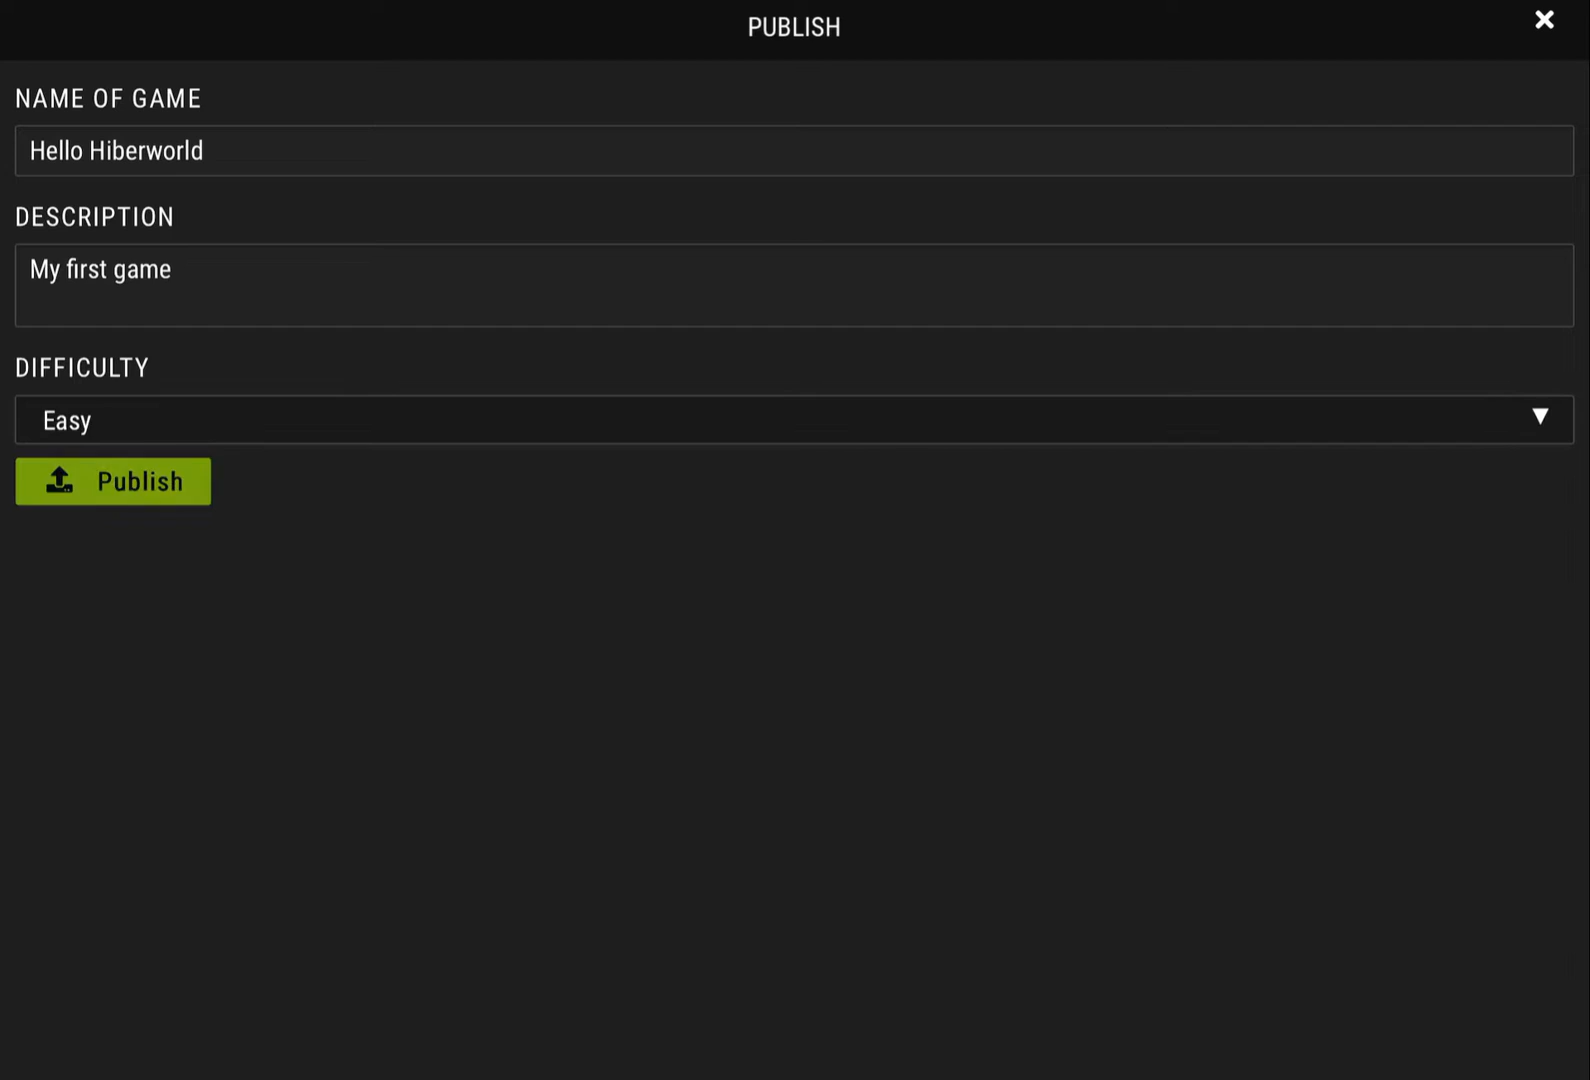 PUBLISH
NAME OF GAME
Hello Hiberworld
DESCRIPTION
My first game
DIFFICULTY
Easy
Publish